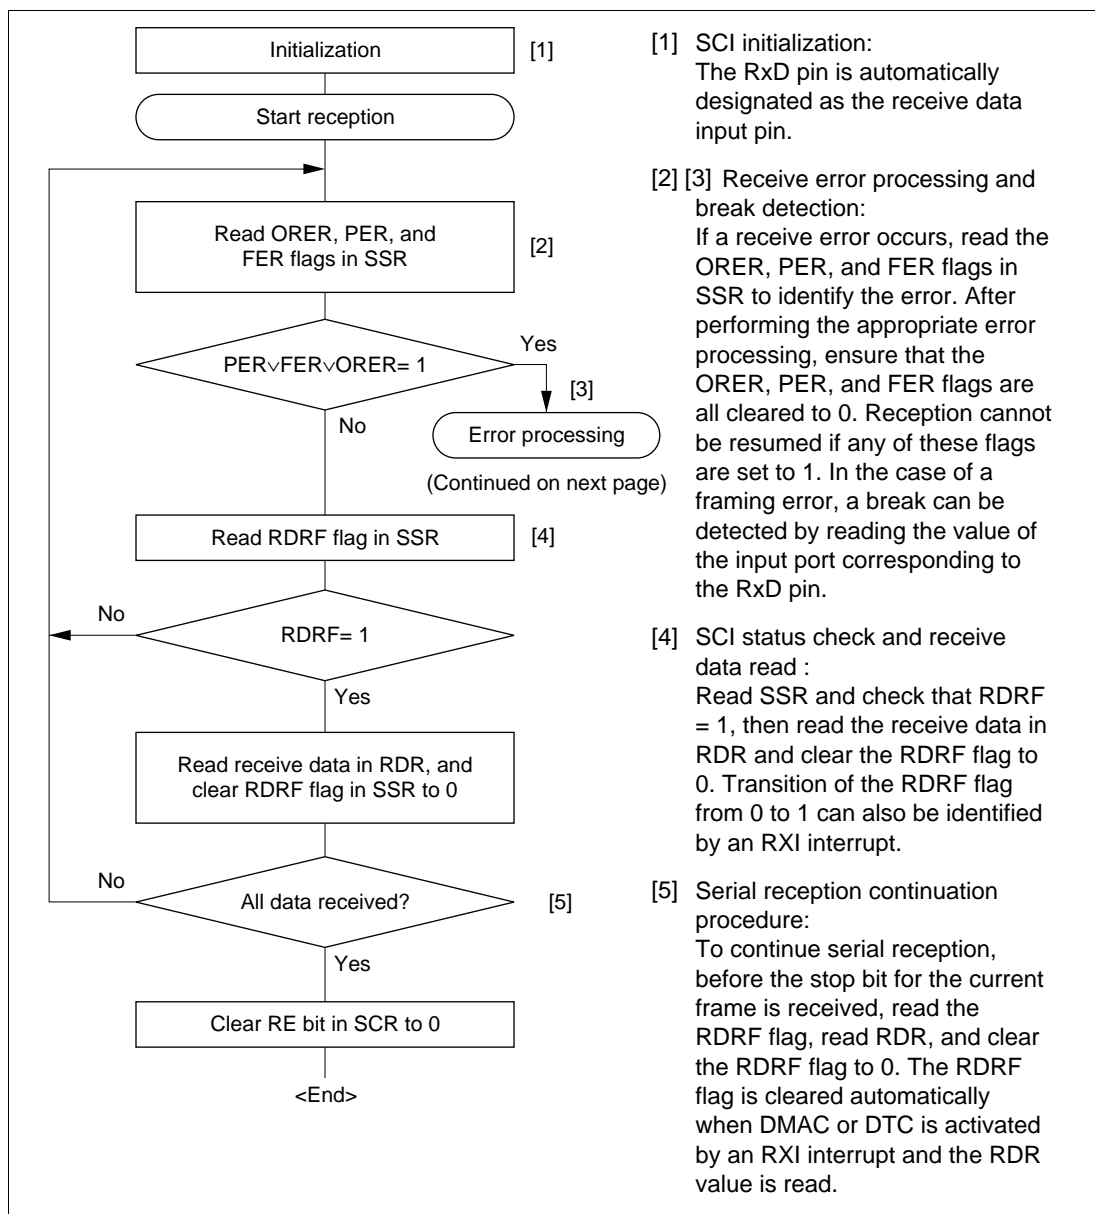 Initialization
[1]
Start reception
Read ORER, PER, and
FER flags in SSR
[2]
PER∨FER∨ORER= 1
Yes
No
[3]
Error processing
(Continued on next page)
Read RDRF flag in SSR
[4]
No
RDRF= 1
Yes
Read receive data in RDR, and
clear RDRF flag in SSR to 0
No
All data received?
[5]
Yes
Clear RE bit in SCR to 0
<End>
[1] SCI initialization:
The RxD pin is automatically
designated as the receive data
input pin.
[2] [3] Receive error processing and
break detection:
If a receive error occurs, read the
ORER, PER, and FER flags in
SSR to identify the error. After
performing the appropriate error
processing, ensure that the
ORER, PER, and FER flags are
all cleared to 0. Reception cannot
be resumed if any of these flags
are set to 1. In the case of a
framing error, a break can be
detected by reading the value of
the input port corresponding to
the RxD pin.
[4] SCI status check and receive
data read :
Read SSR and check that RDRF
= 1, then read the receive data in
RDR and clear the RDRF flag to
0. Transition of the RDRF flag
from 0 to 1 can also be identified
by an RXI interrupt.
[5] Serial reception continuation
procedure:
To continue serial reception,
before the stop bit for the current
frame is received, read the
RDRF flag, read RDR, and clear
the RDRF flag to 0. The RDRF
flag is cleared automatically
when DMAC or DTC is activated
by an RXI interrupt and the RDR
value is read.